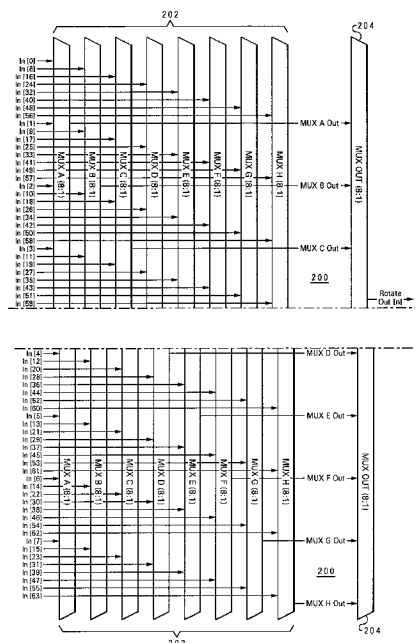 202
204
In [0]
In [8]
In [16]
In [24]
In [32]
In [40]
In [48]
In [56]
In [1]
In [9]
In [17]
In [25]
In [33]
In [41]
In [49]
In [57]
In [2]
In [10]
In [18]
In [26]
In [34]
In [42]
In [50]
In [58]
In [3]
In [11]
In [19]
In [27]
In [35]
In [43]
In [51]
In [59]
MUX A (8:1)
MUX B (8:1)
MUX C (8:1)
MUX D (8:1)
MUX E (8:1)
MUX F (8:1)
MUX G (8:1)
MUX H (8:1)
MUX A Out
MUX B Out
MUX C Out
MUX OUT (8:1)
200
Rotate
Out [n]
In [4]
In [12]
In [20]
In [28]
In [36]
In [44]
In [52]
In [60]
In [5]
In [13]
In [21]
In [29]
In [37]
In [45]
In [53]
In [61]
In [6]
In [14]
In [22]
In [30]
In [38]
In [46]
In [54]
In [62]
In [7]
In [15]
In [23]
In [31]
In [39]
In [47]
In [55]
In [63]
MUX A (8:1)
MUX B (8:1)
MUX C (8:1)
MUX D (8:1)
MUX E (8:1)
MUX F (8:1)
MUX G (8:1)
MUX H (8:1)
MUX D Out
MUX E Out
MUX F Out
MUX G Out
MUX H Out
MUX OUT (8:1)
200
202
204